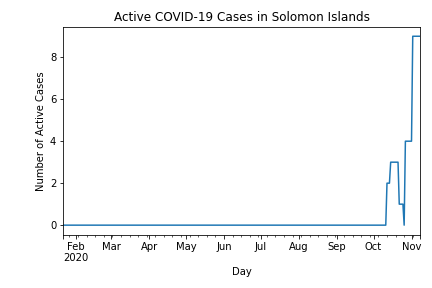 Active COVID-19 Cases in Solomon Islands
Number of Active Cases
8
6
4
2
0
Feb Mar Apr May Jun Jul Aug Sep Oct Nov
2020
Day